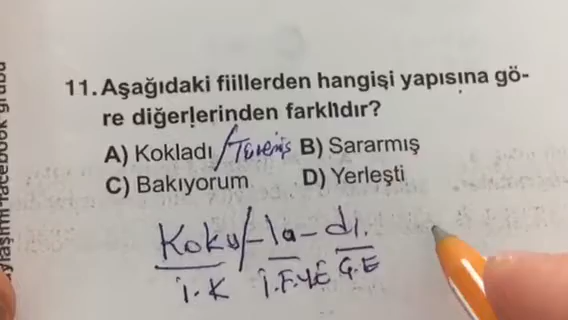 11. Aşağıdaki fiillerden hangisi yapısına gö-
re diğerlerinden farklıdır?
A) Kokladı /Türemiş B) Sararmış
C) Bakıyorum D) Yerleşti
Koku/-la-dı.
İ.K İ.F.Y.E Ç.E